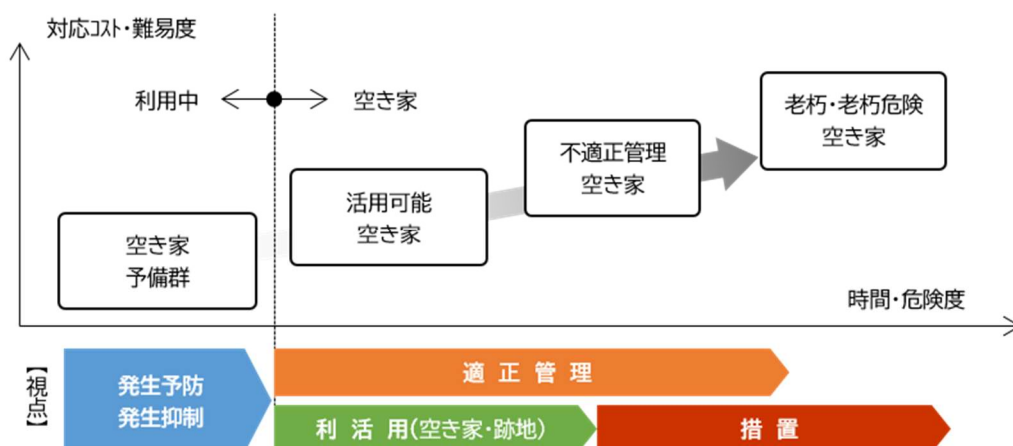 対応コスト・難易度
利用中
空き家
老朽・老朽危険
空き家
不適正管理
空き家
活用可能
空き家
空き家
予備群
時間・危険度
【視点】
発生予防
発生抑制
適正管理
利活用(空き家・跡地)
措置